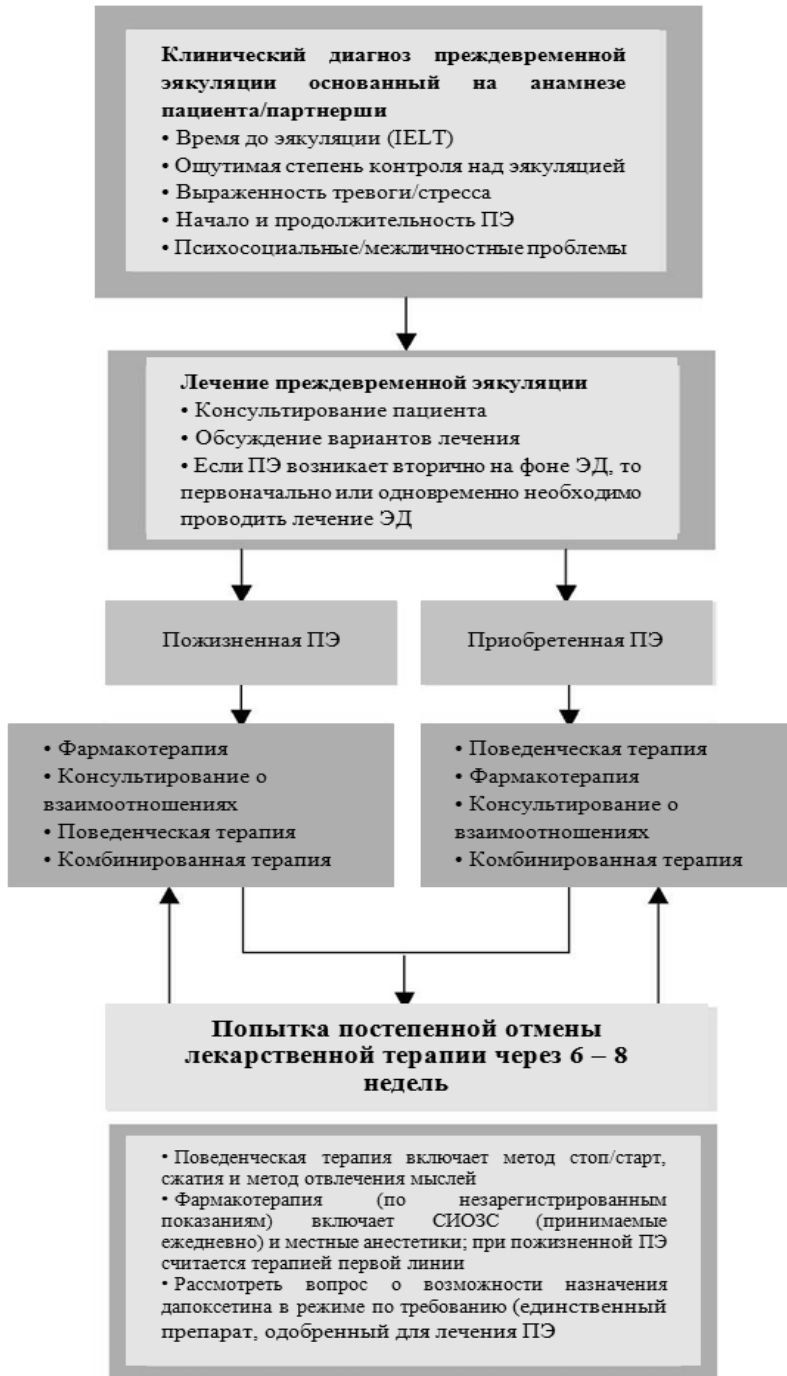 Клинический диагноз преждевременной
эякуляции основанный на анамнезе
пациента/партнерши
• Время до эякуляции (IELT)
• Ощутимая степень контроля над эякуляцией
• Выраженность тревоги/стресса
• Начало и продолжительность ПЭ
• Психосоциальные/межличностные проблемы
Лечение преждевременной эякуляции
• Консультирование пациента
• Обсуждение вариантов лечения
• Если ПЭ возникает вторично на фоне ЭД, то
первоначально или одновременно необходимо
проводить лечение ЭД
Пожизненная ПЭ
Приобретенная ПЭ
• Фармакотерапия
• Консультирование о
взаимоотношениях
• Поведенческая терапия
• Комбинированная терапия
• Поведенческая терапия
• Фармакотерапия
• Консультирование о
взаимоотношениях
• Комбинированная терапия
Попытка постепенной отмены
лекарственной терапии через 6 – 8
недель
• Поведенческая терапия включает метод стоп/старт,
сжатия и метод отвлечения мыслей
• Фармакотерапия (по незарегистрированным
показаниям) включает СИОЗС (принимаемые
ежедневно) и местные анестетики; при пожизненной ПЭ
считается терапией первой линии
• Рассмотреть вопрос о возможности назначения
дапоксетина в режиме по требованию (единственный
препарат, одобренный для лечения ПЭ